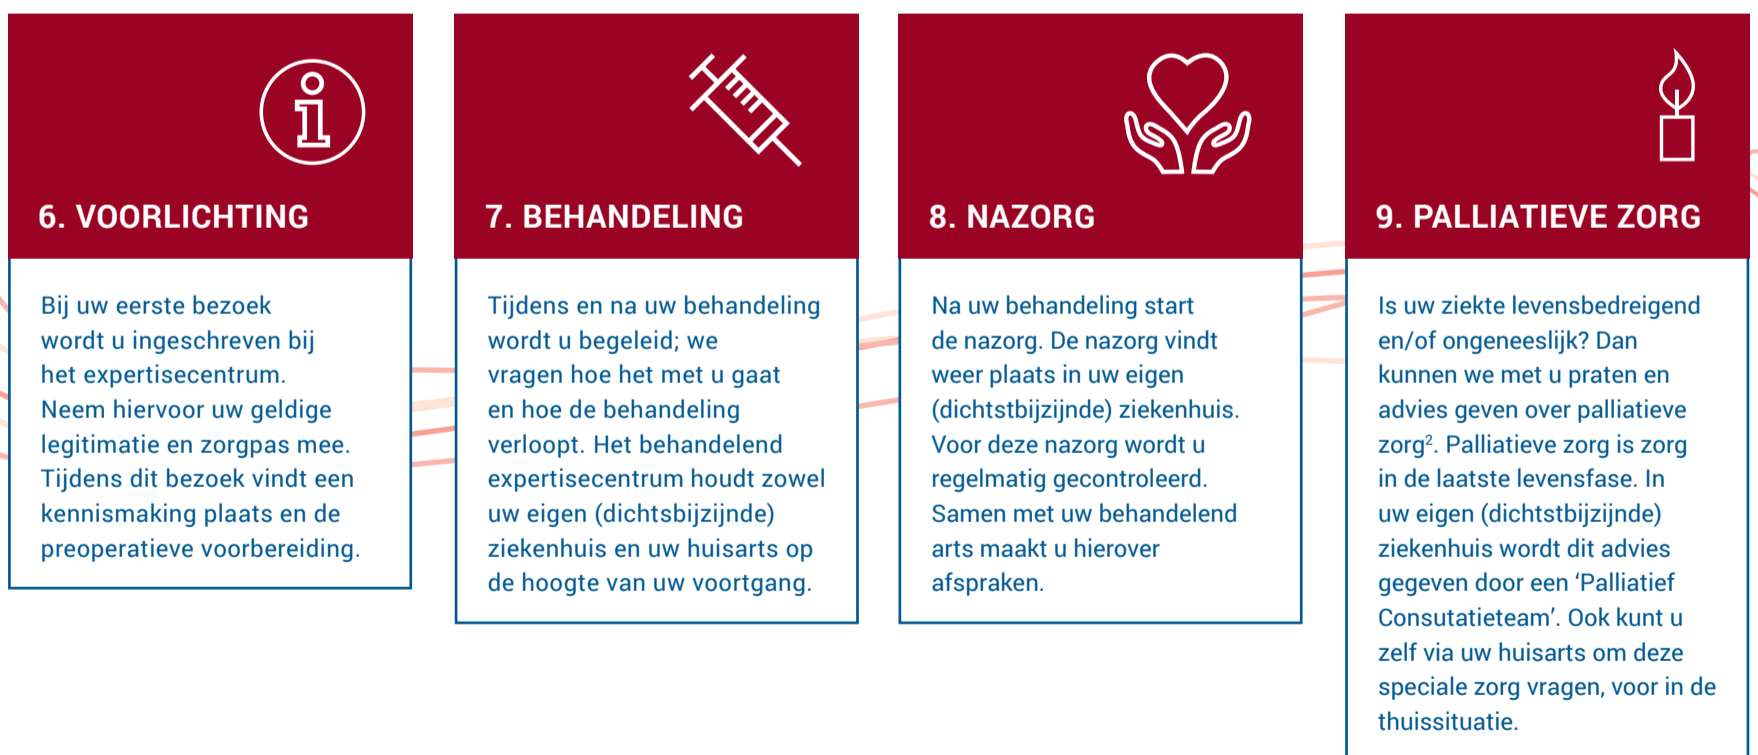 6. VOORLICHTING
Bij uw eerste bezoek
wordt u ingeschreven bij
het expertisecentrum.
Neem hiervoor uw geldige
legitimatie en zorgpas mee.
Tijdens dit bezoek vindt een
kennismaking plaats en de
preoperatieve voorbereiding.
7. BEHANDELING
Tijdens en na uw behandeling
wordt u begeleid; we
vragen hoe het met u gaat
en hoe de behandeling
verloopt. Het behandelend
expertisecentrum houdt zowel
uw eigen (dichtsbijzijnde)
ziekenhuis en uw huisarts op
de hoogte van uw voortgang.
8. NAZORG
Na uw behandeling start
de nazorg. De nazorg vindt
weer plaats in uw eigen
(dichtstbijzijnde) ziekenhuis.
Voor deze nazorg wordt u
regelmatig gecontroleerd.
Samen met uw behandelend
arts maakt u hierover
afspraken.
9. PALLIATIEVE ZORG
Is uw ziekte levensbedreigend
en/of ongeneeslijk? Dan
kunnen we met u praten en
advies geven over palliatieve
zorg². Palliatieve zorg is zorg
in de laatste levensfase. In
uw eigen (dichtstbijzijnde)
ziekenhuis wordt dit advies
gegeven door een ‘Palliatief
Consutatieteam’. Ook kunt u
zelf via uw huisarts om deze
speciale zorg vragen, voor in de
thuissituatie.